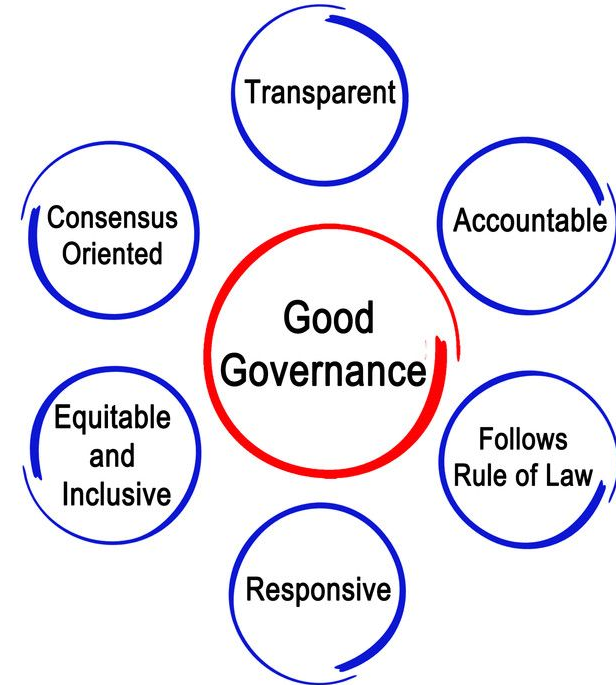 Transparent
Accountable
Follows
Rule of Law
Responsive
Equitable
and
Inclusive
Consensus
Oriented
Good
Governance